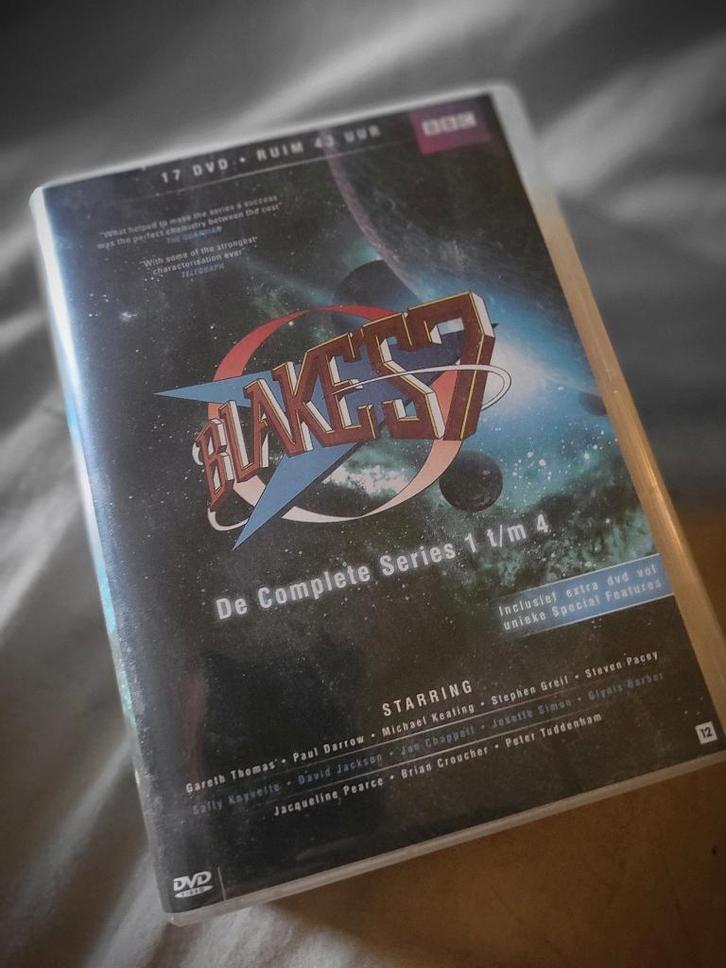 17 DVD • RUIM 43 UUR
BBC
"What helped to make the series a success
was the perfect chemistry between the cast"
THE GUARDIAN
"With some of the strongest
characterisation ever"
TELEGRAPH
BLAKE'S 7
De Complete Series 1 t/m 4
Inclusief extra dvd vol
unieke Special Features
STARRING
Gareth Thomas • Paul Darrow • Michael Keating • Stephen Greif • Steven Pacey
Sally Knyvette • David Jackson • Jan Chappell • Josette Simon • Glynis Barber
Jacqueline Pearce • Brian Croucher • Peter Tuddenham
12
DVD
VIDEO